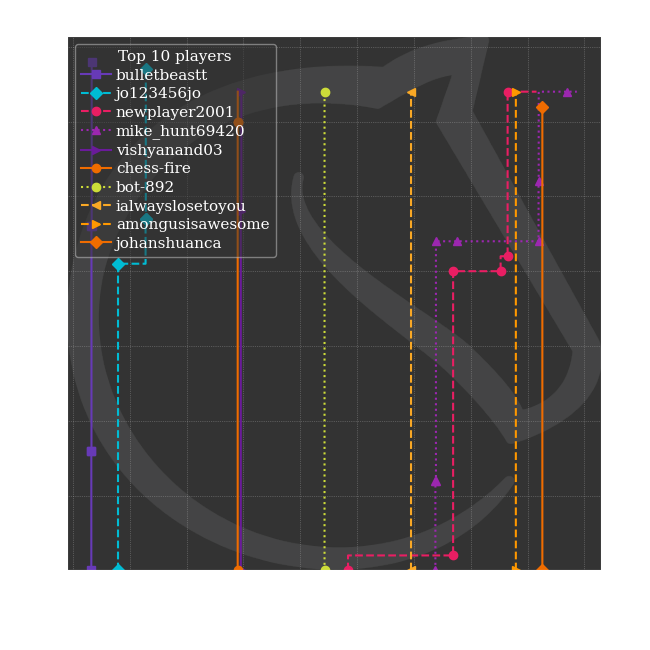 Top 10 players
bulletbeastt
jo123456jo
newplayer2001
mike_hunt69420
vishyanand03
chess-fire
bot-892
ialwayslosetoyou
amongusisawesome
johanshuanca